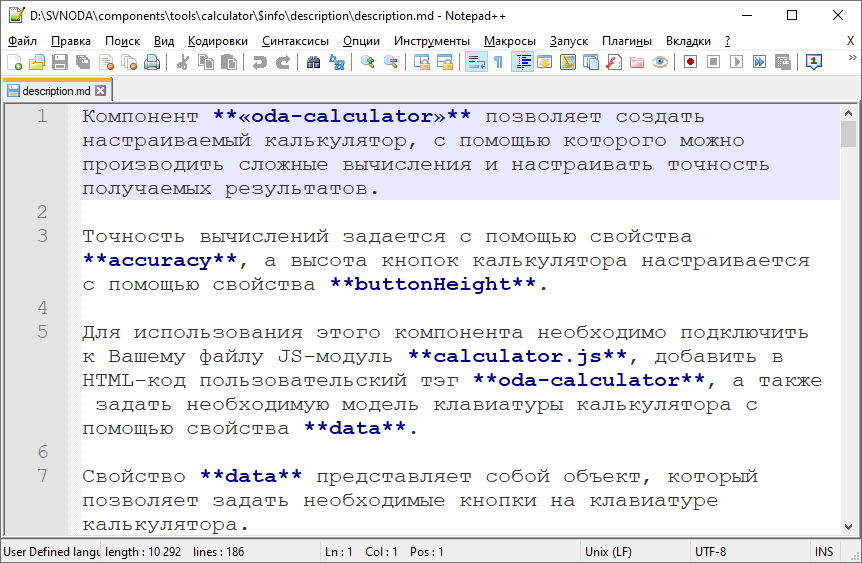 D:\SVNODA\components\tools\calculator\$info\description\description.md - Notepad++
Файл Правка Поиск Вид Кодировки Синтаксисы Опции Инструменты Макросы Запуск Плагины Вкладки ? X
description.md
1 Компонент **«oda-calculator»** позволяет создать
настраиваемый калькулятор, с помощью которого можно
производить сложные вычисления и настраивать точность
получаемых результатов.
2
3 Точность вычислений задается с помощью свойства
**accuracy**, а высота кнопок калькулятора настраивается
с помощью свойства **buttonHeight**.
4
5 Для использования этого компонента необходимо подключить
к Вашему файлу JS-модуль **calculator.js**, добавить в
HTML-код пользовательский тэг **oda-calculator**, а также
задать необходимую модель клавиатуры калькулятора с
помощью свойства **data**.
6
7 Свойство **data** представляет собой объект, который
позволяет задать необходимые кнопки на клавиатуре
калькулятора.
User Defined langu length : 10 292 lines : 186 Ln : 1 Col : 1 Pos : 1 Unix (LF) UTF-8 INS